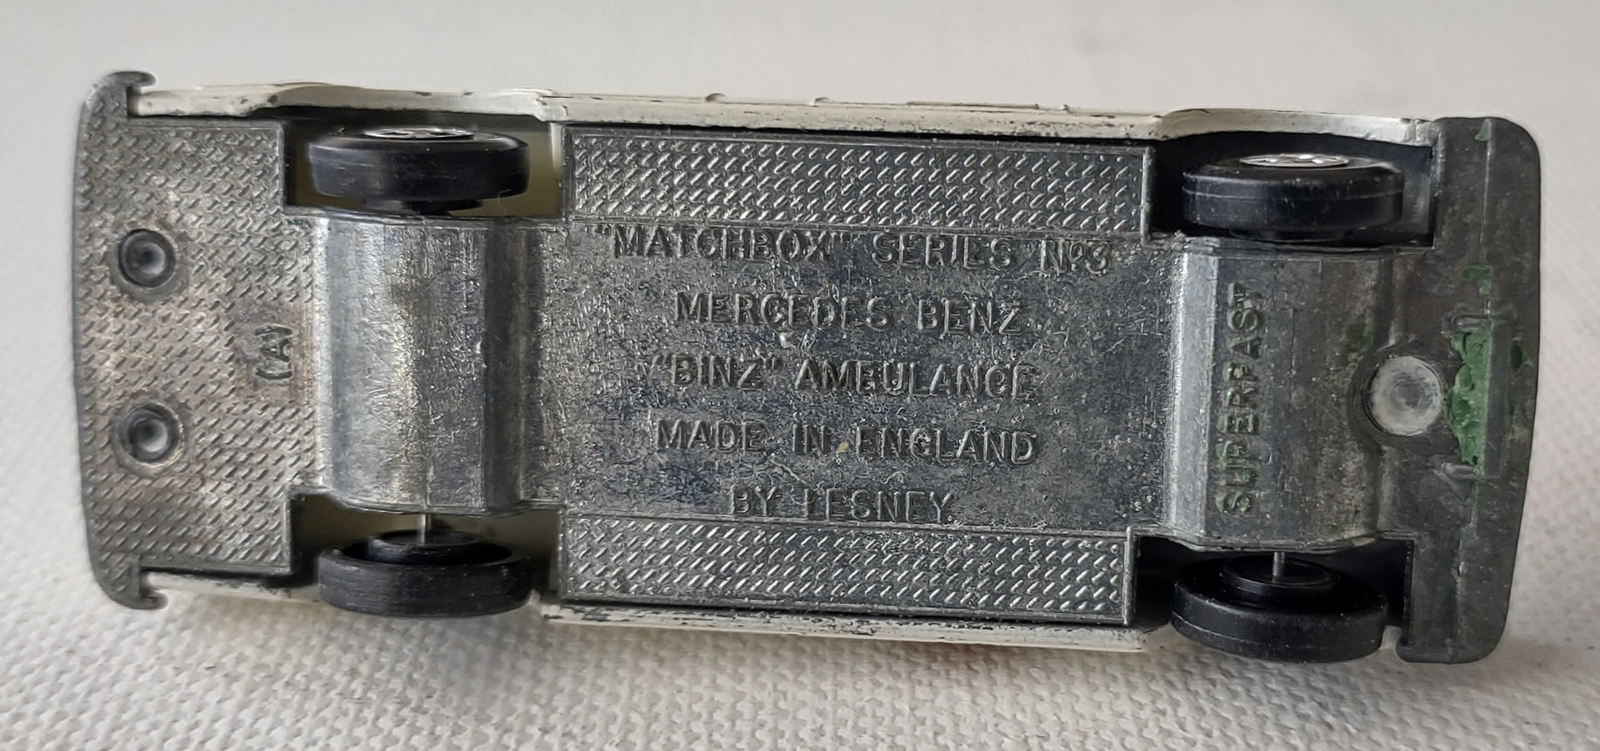 "MATCHBOX" SERIES Nº3
MERCEDES BENZ
"BINZ" AMBULANCE
MADE IN ENGLAND
BY LESNEY
SUPERFAST
(A)